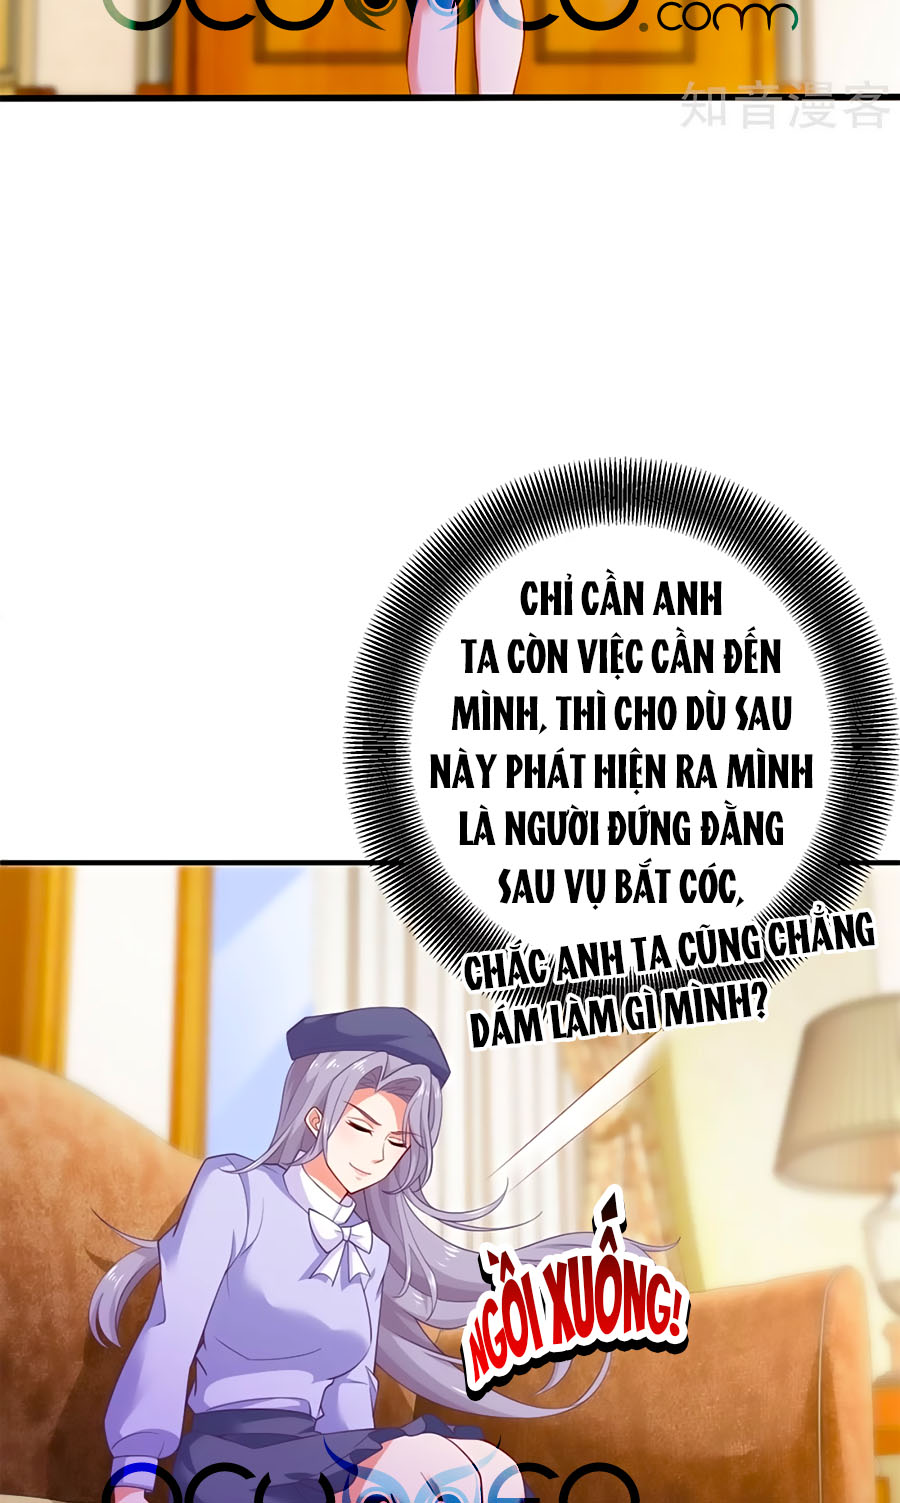 OCUMOCO.comm
知音漫客
CHỈ CẦN ANH
TA CÒN VIỆC CẦN ĐẾN
MÌNH, THÌ CHO DÙ SAU
NÀY PHÁT HIỆN RA MÌNH
LÀ NGƯỜI ĐỨNG ĐẰNG
SAU VỤ BẮT CÓC,
CHẮC ANH TA CŨNG CHẲNG
DÁM LÀM GÌ MÌNH?
NGỒI XUỐNG!